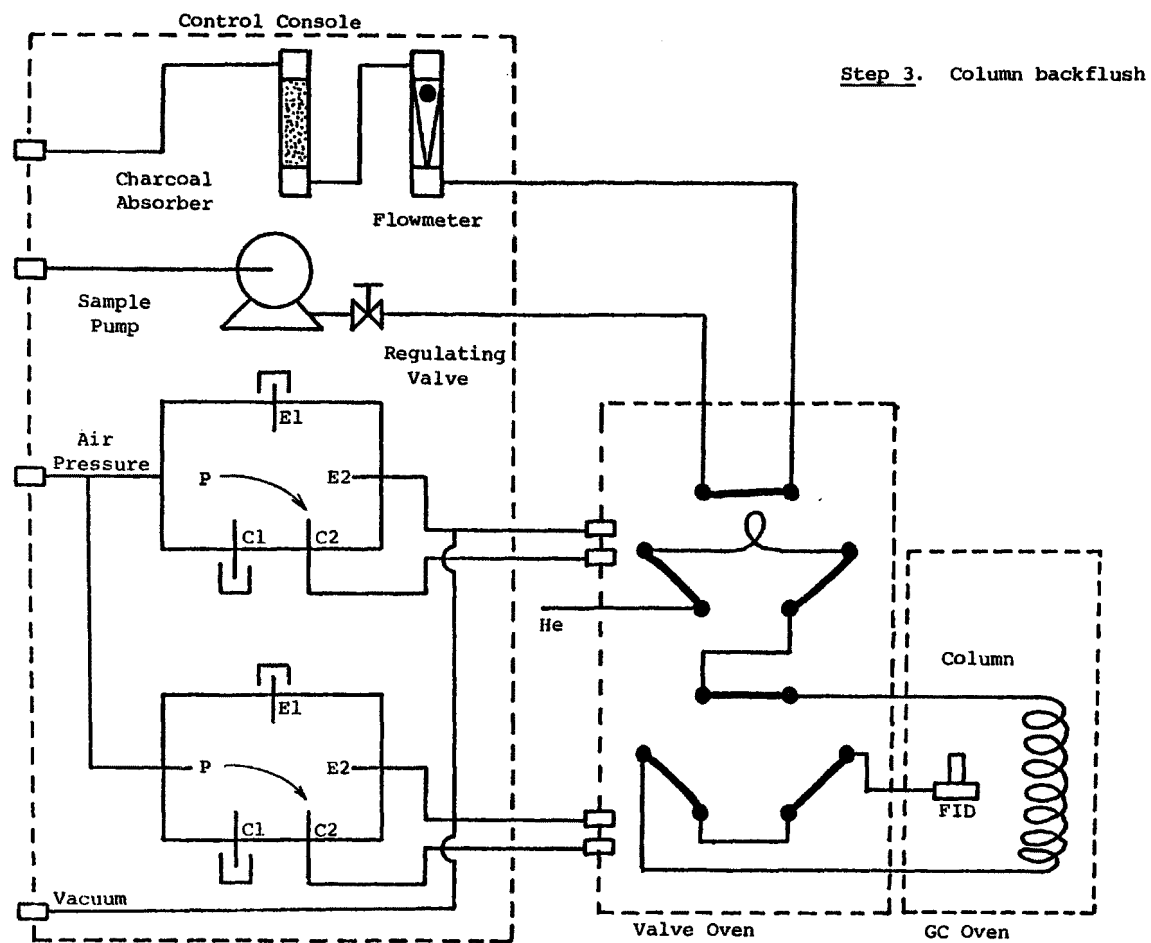 Control Console
Step 3. Column backflush
Charcoal
Absorber
Flowmeter
Sample
Pump
Regulating
Valve
Air
Pressure
E1
P
E2
C1
C2
He
Column
E1
P
E2
FID
C1
C2
Vacuum
Valve Oven
GC Oven